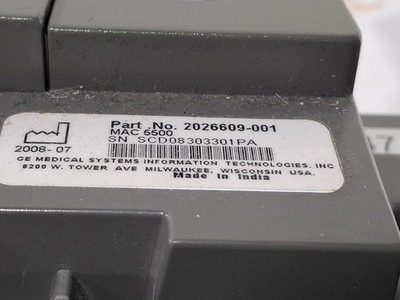 Part No. 2026609-001
MAC 5500
SN SCD08303301PA
2008-07
GE MEDICAL SYSTEMS INFORMATION TECHNOLOGIES, INC
8200 W. TOWER AVE MILWAUKEE, WISCONSIN USA.
Made in India